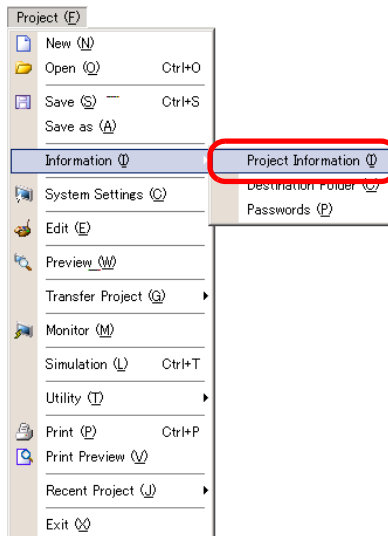 Project (F)
New (N)
Open (O) Ctrl+O
Save (S) Ctrl+S
Save as (A)
Information (I)
Project Information (I)
Destination Folder (C)
System Settings (C)
Passwords (P)
Edit (E)
Preview (W)
Transfer Project (G)
Monitor (M)
Simulation (L) Ctrl+T
Utility (T)
Print (P) Ctrl+P
Print Preview (V)
Recent Project (J)
Exit (X)